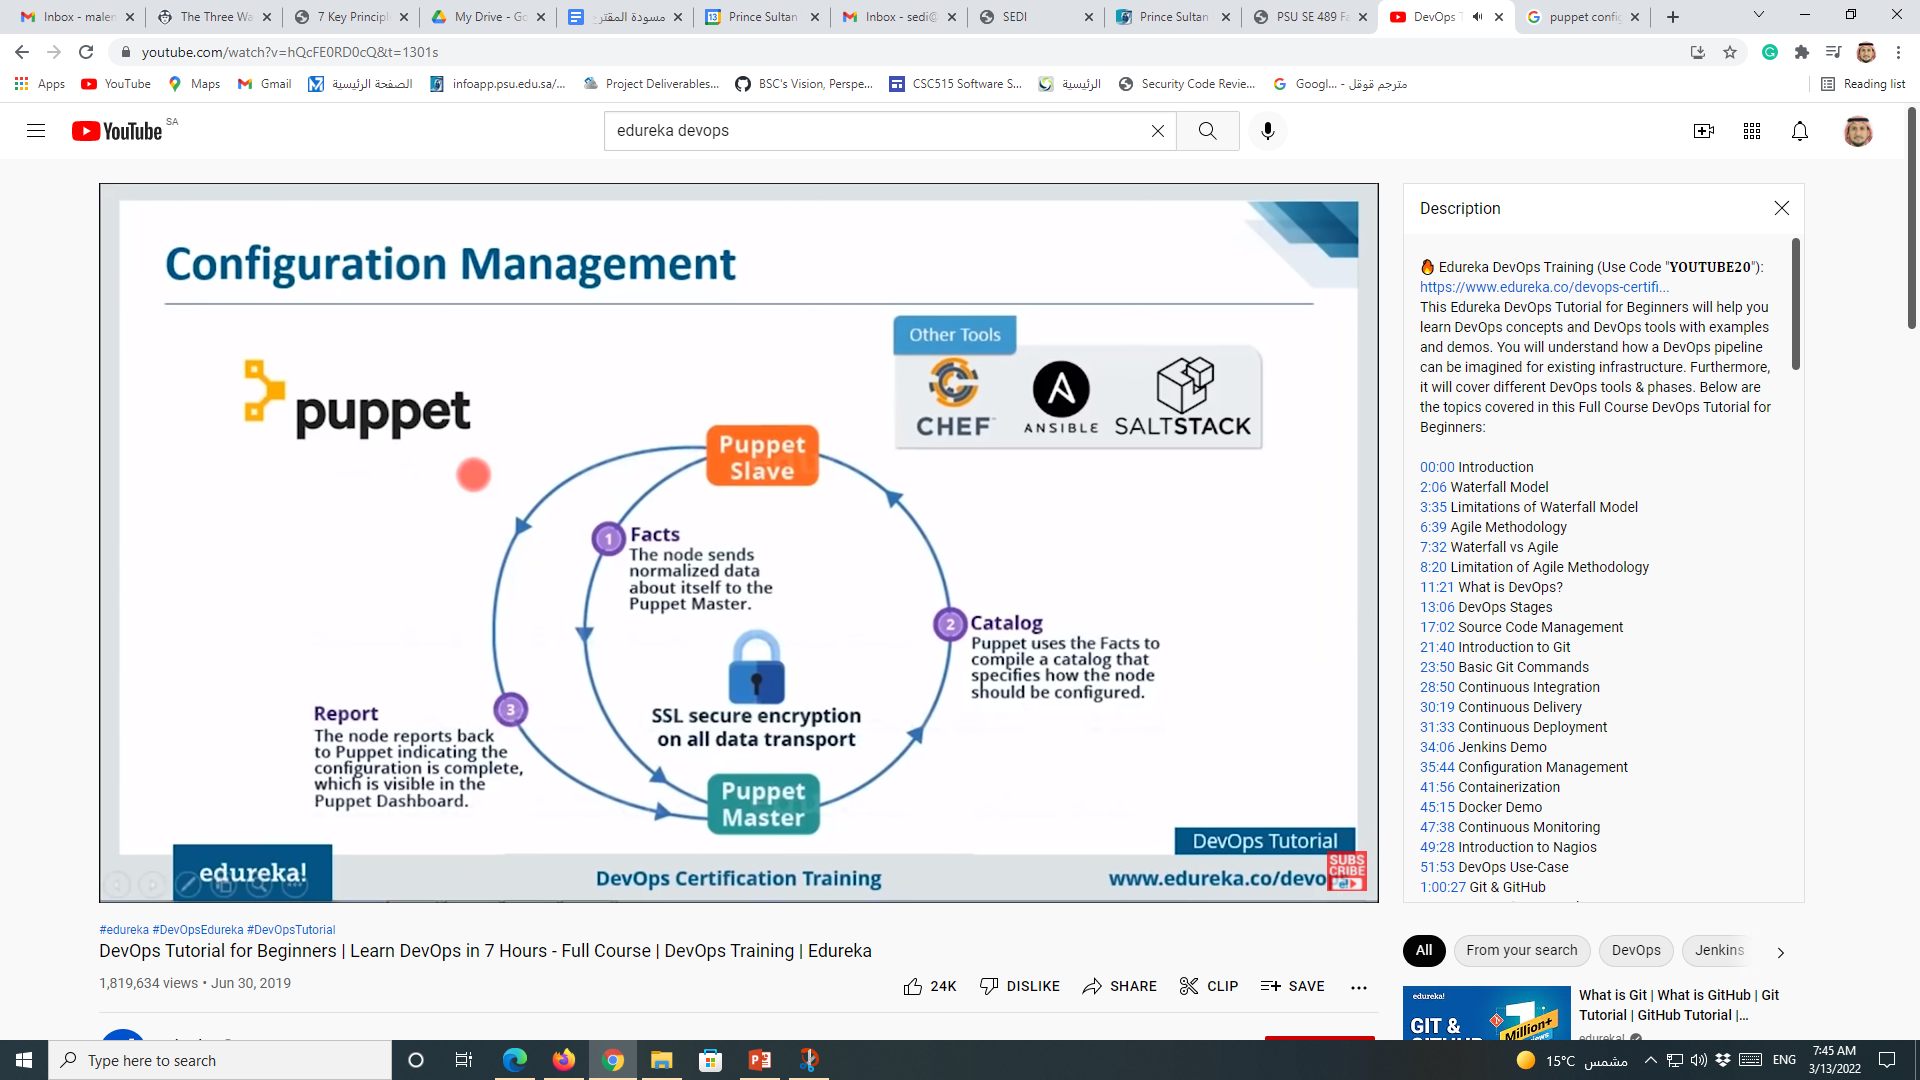 Inbox - malen
The Three Wa
7 Key Principl
My Drive - Go
مسودة المقترح
Prince Sultan
Inbox - sedi@
SEDI
Prince Sultan
PSU SE 489 Fa
DevOps T
puppet config
youtube.com/watch?v=hQcFE0RD0cQ&t=1301s
Apps
YouTube
Maps
Gmail
الصفحة الرئيسية
infoapp.psu.edu.sa/...
Project Deliverables...
BSC's Vision, Perspe...
CSC515 Software S...
الرئيسية
Security Code Revie...
مترجم قوقل - Googl...
Reading list
YouTube SA
edureka devops
Configuration Management
puppet
Other Tools
CHEF
ANSIBLE
SALTSTACK
Puppet
Slave
1 Facts
The node sends
normalized data
about itself to the
Puppet Master.
2 Catalog
Puppet uses the Facts to
compile a catalog that
specifies how the node
should be configured.
SSL secure encryption
on all data transport
Report 3
The node reports back
to Puppet indicating the
configuration is complete,
which is visible in the
Puppet Dashboard.
Puppet
Master
DevOps Tutorial
SUBS
CRIBE
edureka!
DevOps Certification Training
www.edureka.co/devo
#edureka #DevOpsEdureka #DevOpsTutorial
DevOps Tutorial for Beginners | Learn DevOps in 7 Hours - Full Course | DevOps Training | Edureka
1,819,634 views • Jun 30, 2019
24K
DISLIKE
SHARE
CLIP
SAVE
Description
Edureka DevOps Training (Use Code "𝐘𝐎𝐔𝐓𝐔𝐁𝐄𝟐𝟎"):
https://www.edureka.co/devops-certifi...
This Edureka DevOps Tutorial for Beginners will help you
learn DevOps concepts and DevOps tools with examples
and demos. You will understand how a DevOps pipeline
can be imagined for existing infrastructure. Furthermore,
it will cover different DevOps tools & phases. Below are
the topics covered in this Full Course DevOps Tutorial for
Beginners:
00:00 Introduction
2:06 Waterfall Model
3:35 Limitations of Waterfall Model
6:39 Agile Methodology
7:32 Waterfall vs Agile
8:20 Limitation of Agile Methodology
11:21 What is DevOps?
13:06 DevOps Stages
17:02 Source Code Management
21:40 Introduction to Git
23:50 Basic Git Commands
28:50 Continuous Integration
30:19 Continuous Delivery
31:33 Continuous Deployment
34:06 Jenkins Demo
35:44 Configuration Management
41:56 Containerization
45:15 Docker Demo
47:38 Continuous Monitoring
49:28 Introduction to Nagios
51:53 DevOps Use-Case
1:00:27 Git & GitHub
All
From your search
DevOps
Jenkins
edureka!
GIT &
Million+
What is Git | What is GitHub | Git
Tutorial | GitHub Tutorial |...
edureka!
Type here to search
15°C مشمس
ENG
7:45 AM
3/13/2022